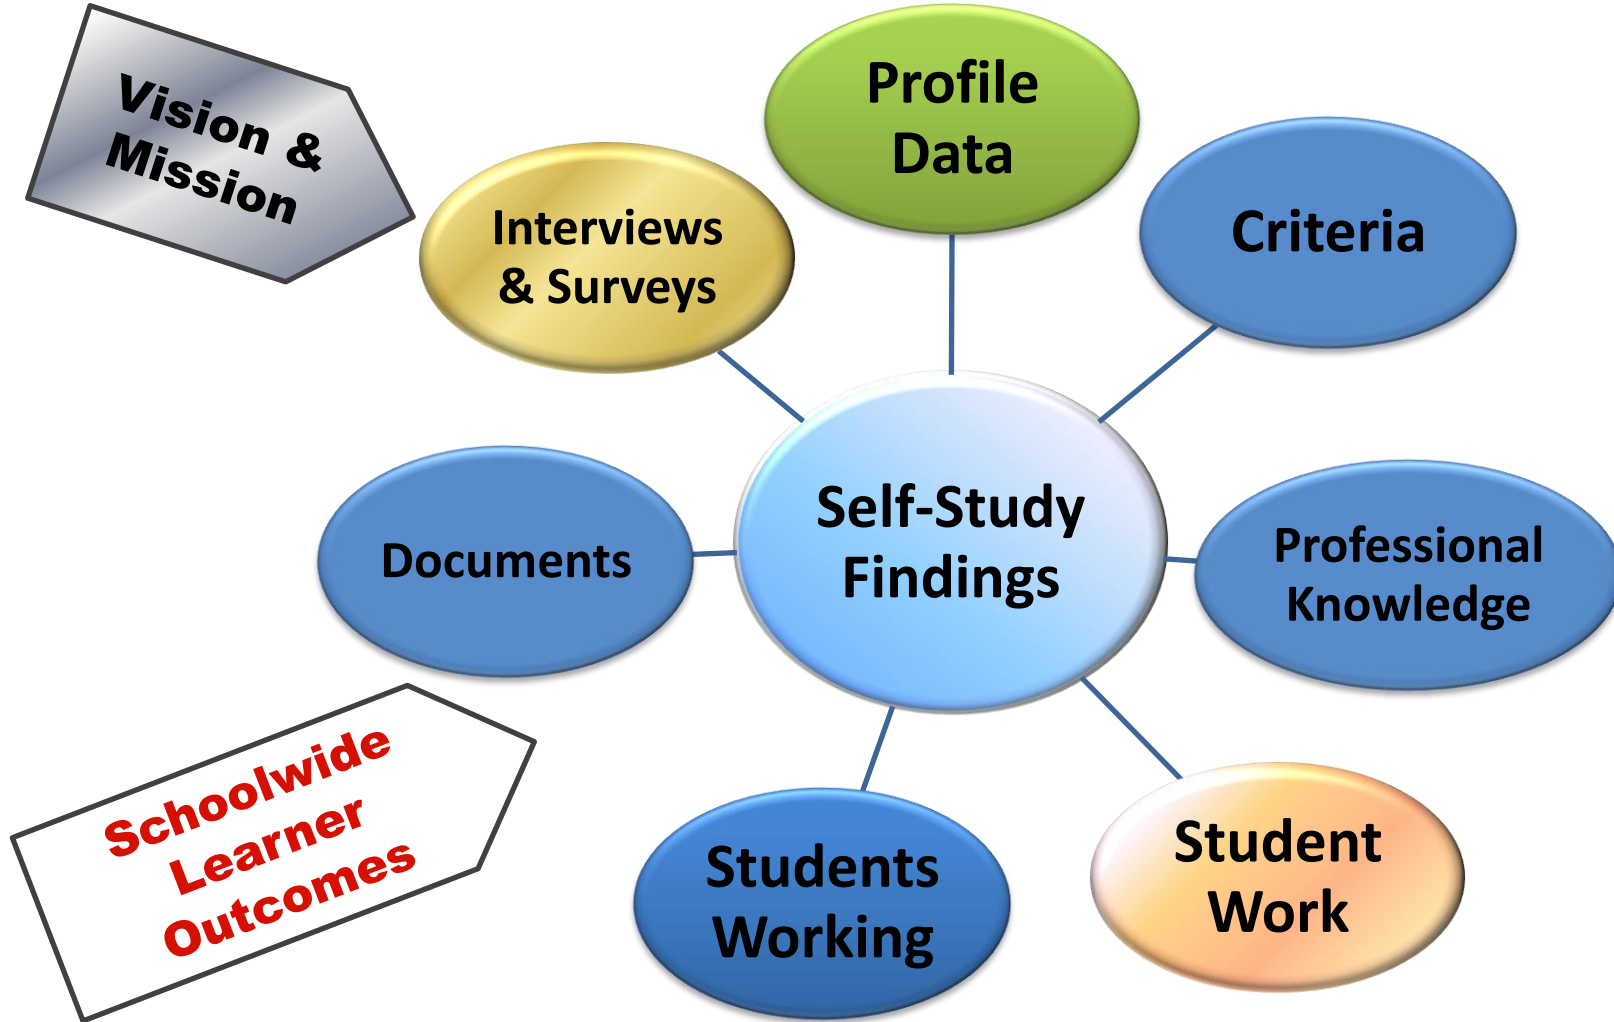 Vision &
Mission
Interviews
& Surveys
Profile
Data
Criteria
Documents
Self-Study
Findings
Professional
Knowledge
Schoolwide
Learner
Outcomes
Students
Working
Student
Work